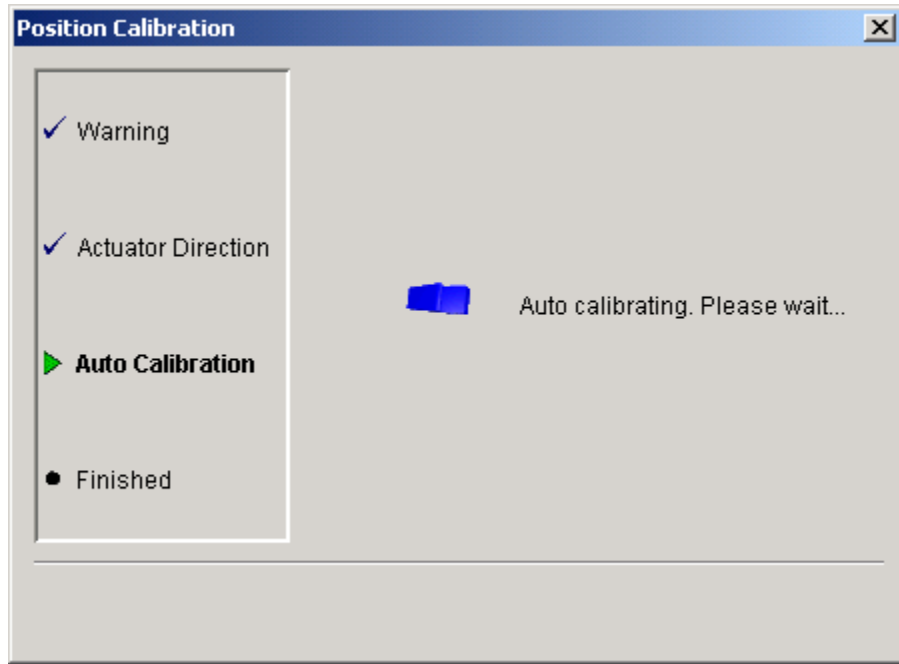 Position Calibration
Warning
Actuator Direction
Auto Calibration
Finished
Auto calibrating. Please wait...